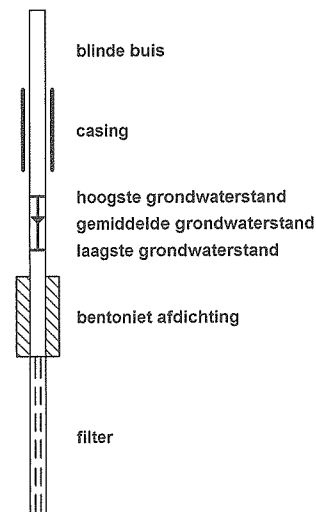 blinde buis
casing
hoogste grondwaterstand
gemiddelde grondwaterstand
laagste grondwaterstand
bentoniet afdichting
filter